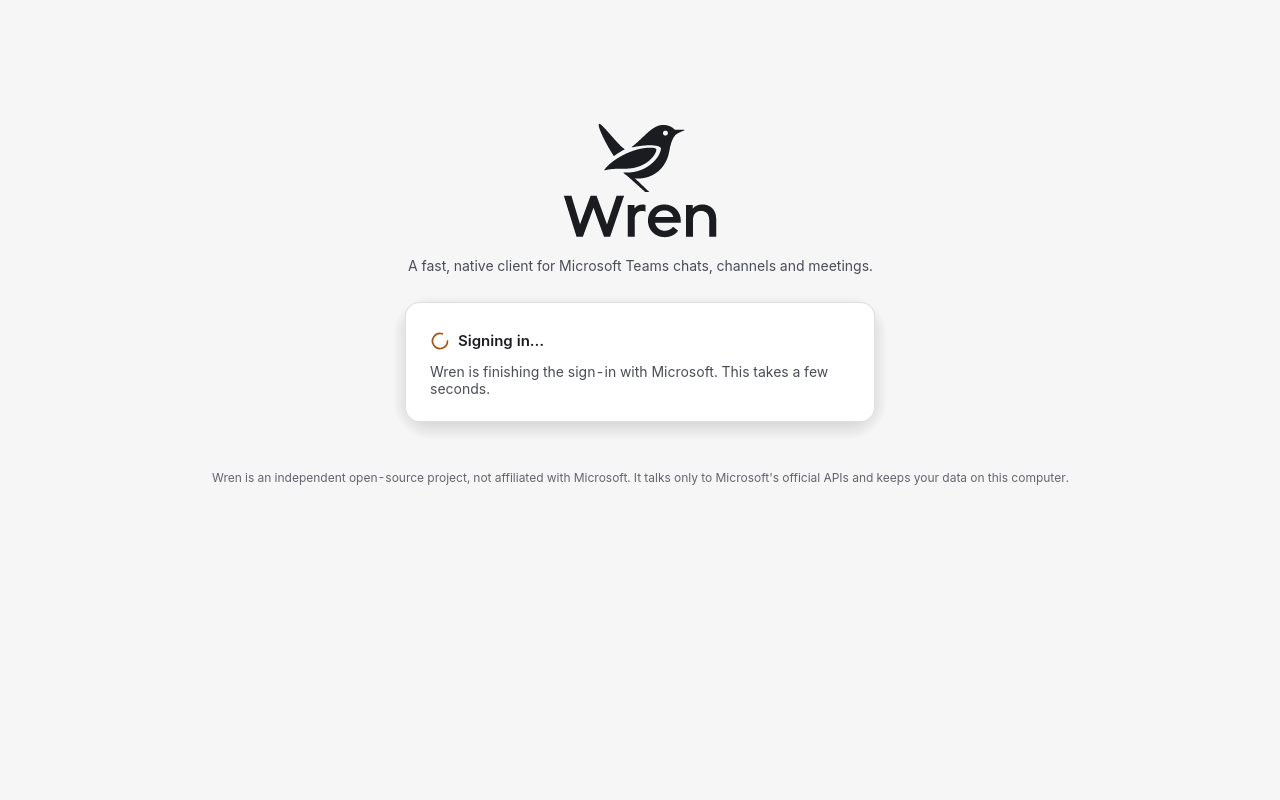 Wren
A fast, native client for Microsoft Teams chats, channels and meetings.
Signing in…
Wren is finishing the sign-in with Microsoft. This takes a few
seconds.
Wren is an independent open-source project, not affiliated with Microsoft. It talks only to Microsoft's official APIs and keeps your data on this computer.